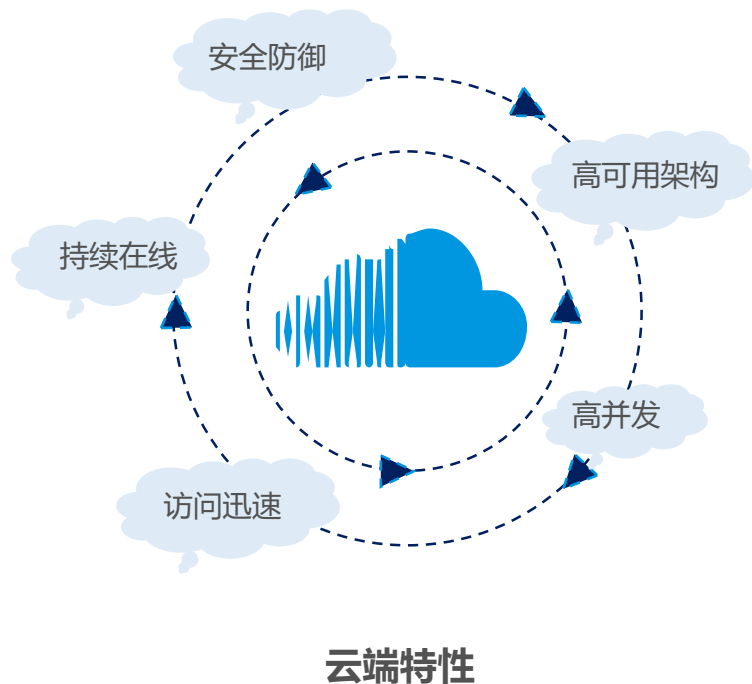 安全防御
高可用架构
持续在线
高并发
访问迅速
云端特性